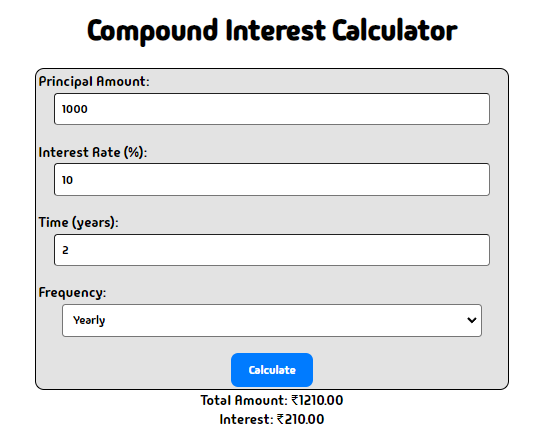 Compound Interest Calculator
Principal Amount:
1000
Interest Rate (%):
10
Time (years):
2
Frequency:
Yearly
Calculate
Total Amount: ₹1210.00
Interest: ₹210.00